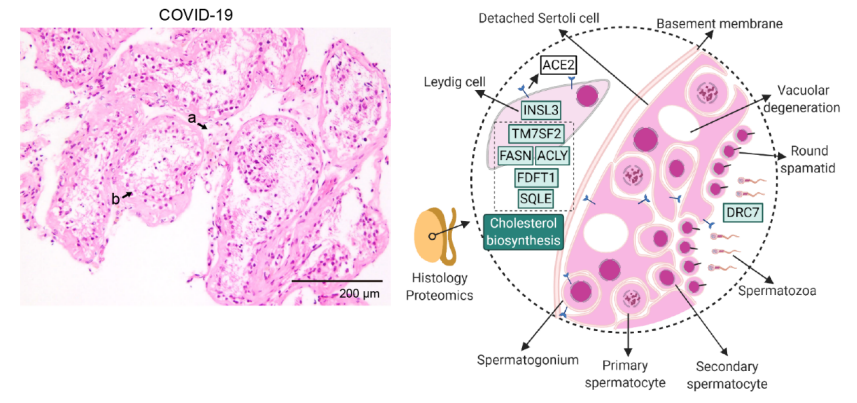 COVID-19
a
b
200 µm
Detached Sertoli cell
Basement membrane
ACE2
Leydig cell
INSL3
TM7SF2
FASN ACLY
FDFT1
SQLE
Cholesterol
biosynthesis
Histology
Proteomics
Vacuolar
degeneration
Round
spamatid
DRC7
Spermatozoa
Spermatogonium
Primary
spermatocyte
Secondary
spermatocyte